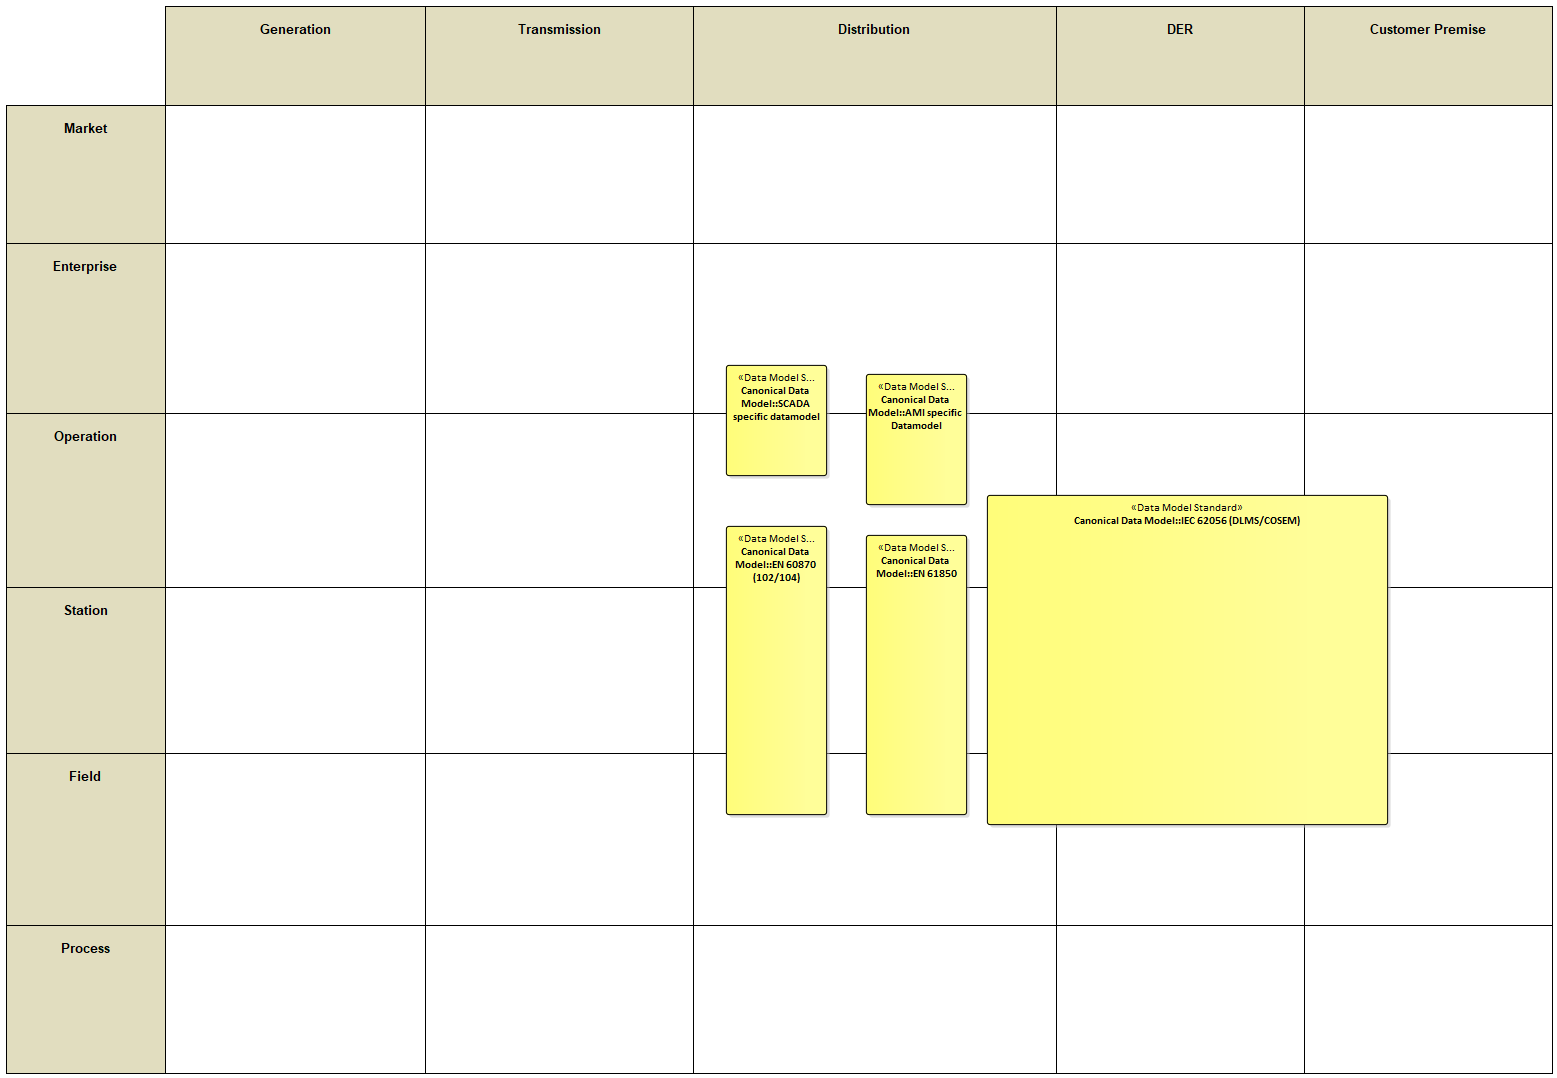 Generation
Transmission
Distribution
DER
Customer Premise
Market
Enterprise
«Data Model S...
Canonical Data
Model::SCADA
specific datamodel
«Data Model S...
Canonical Data
Model::AMI specific
Datamodel
Operation
«Data Model Standard»
Canonical Data Model::IEC 62056 (DLMS/COSEM)
«Data Model S...
Canonical Data
Model::EN 60870
(102/104)
«Data Model S...
Canonical Data
Model::EN 61850
Station
Field
Process